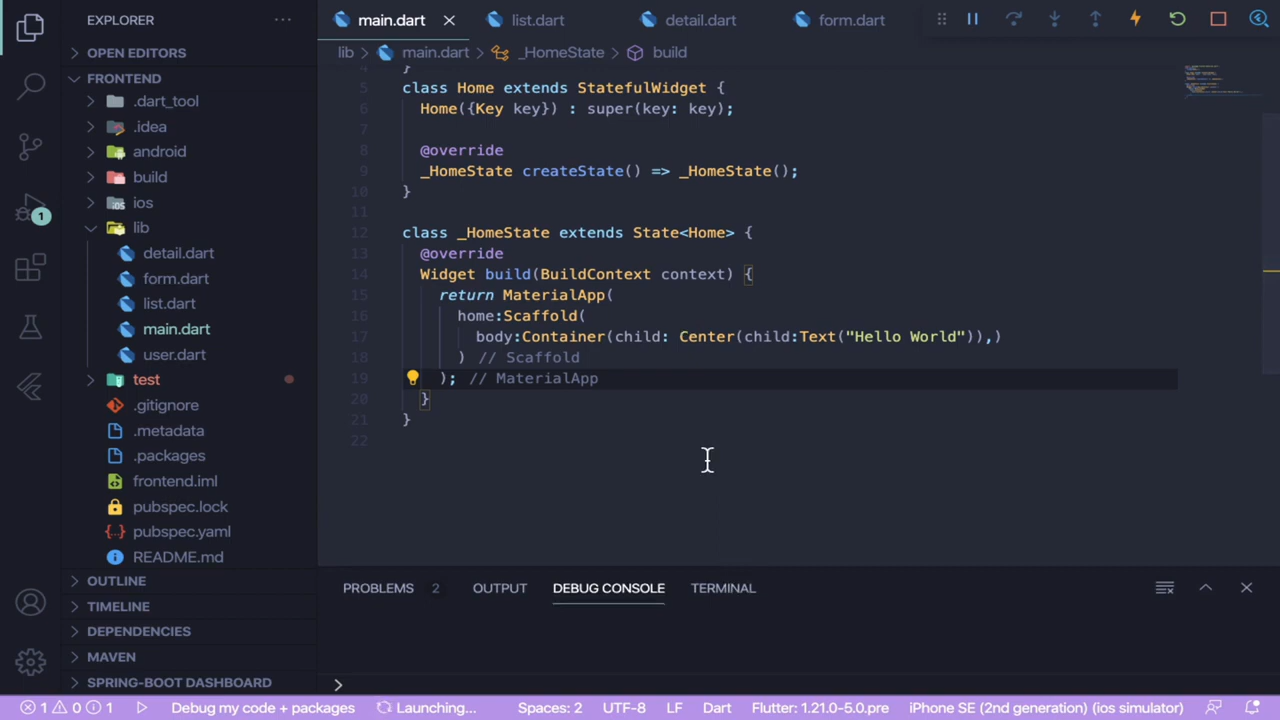 EXPLORER
main.dart
list.dart
detail.dart
form.dart
OPEN EDITORS
lib > main.dart > _HomeState > build
FRONTEND
.dart_tool
.idea
android
build
ios
1
lib
detail.dart
form.dart
list.dart
main.dart
user.dart
test
.gitignore
.metadata
.packages
frontend.iml
pubspec.lock
pubspec.yaml
README.md
OUTLINE
TIMELINE
DEPENDENCIES
MAVEN
SPRING-BOOT DASHBOARD
4 }
5 class Home extends StatefulWidget {
6 Home({Key key}) : super(key: key);
7
8 @override
9 _HomeState createState() => _HomeState();
10 }
11
12 class _HomeState extends State<Home> {
13 @override
14 Widget build(BuildContext context) {
15 return MaterialApp(
16 home:Scaffold(
17 body:Container(child: Center(child:Text("Hello World")),)
18 ) // Scaffold
19 ); // MaterialApp
20 }
21 }
22
PROBLEMS 2 OUTPUT DEBUG CONSOLE TERMINAL
>
1 0 1 Debug my code + packages Launching... Spaces: 2 UTF-8 LF Dart Flutter: 1.21.0-5.0.pre iPhone SE (2nd generation) (ios simulator)